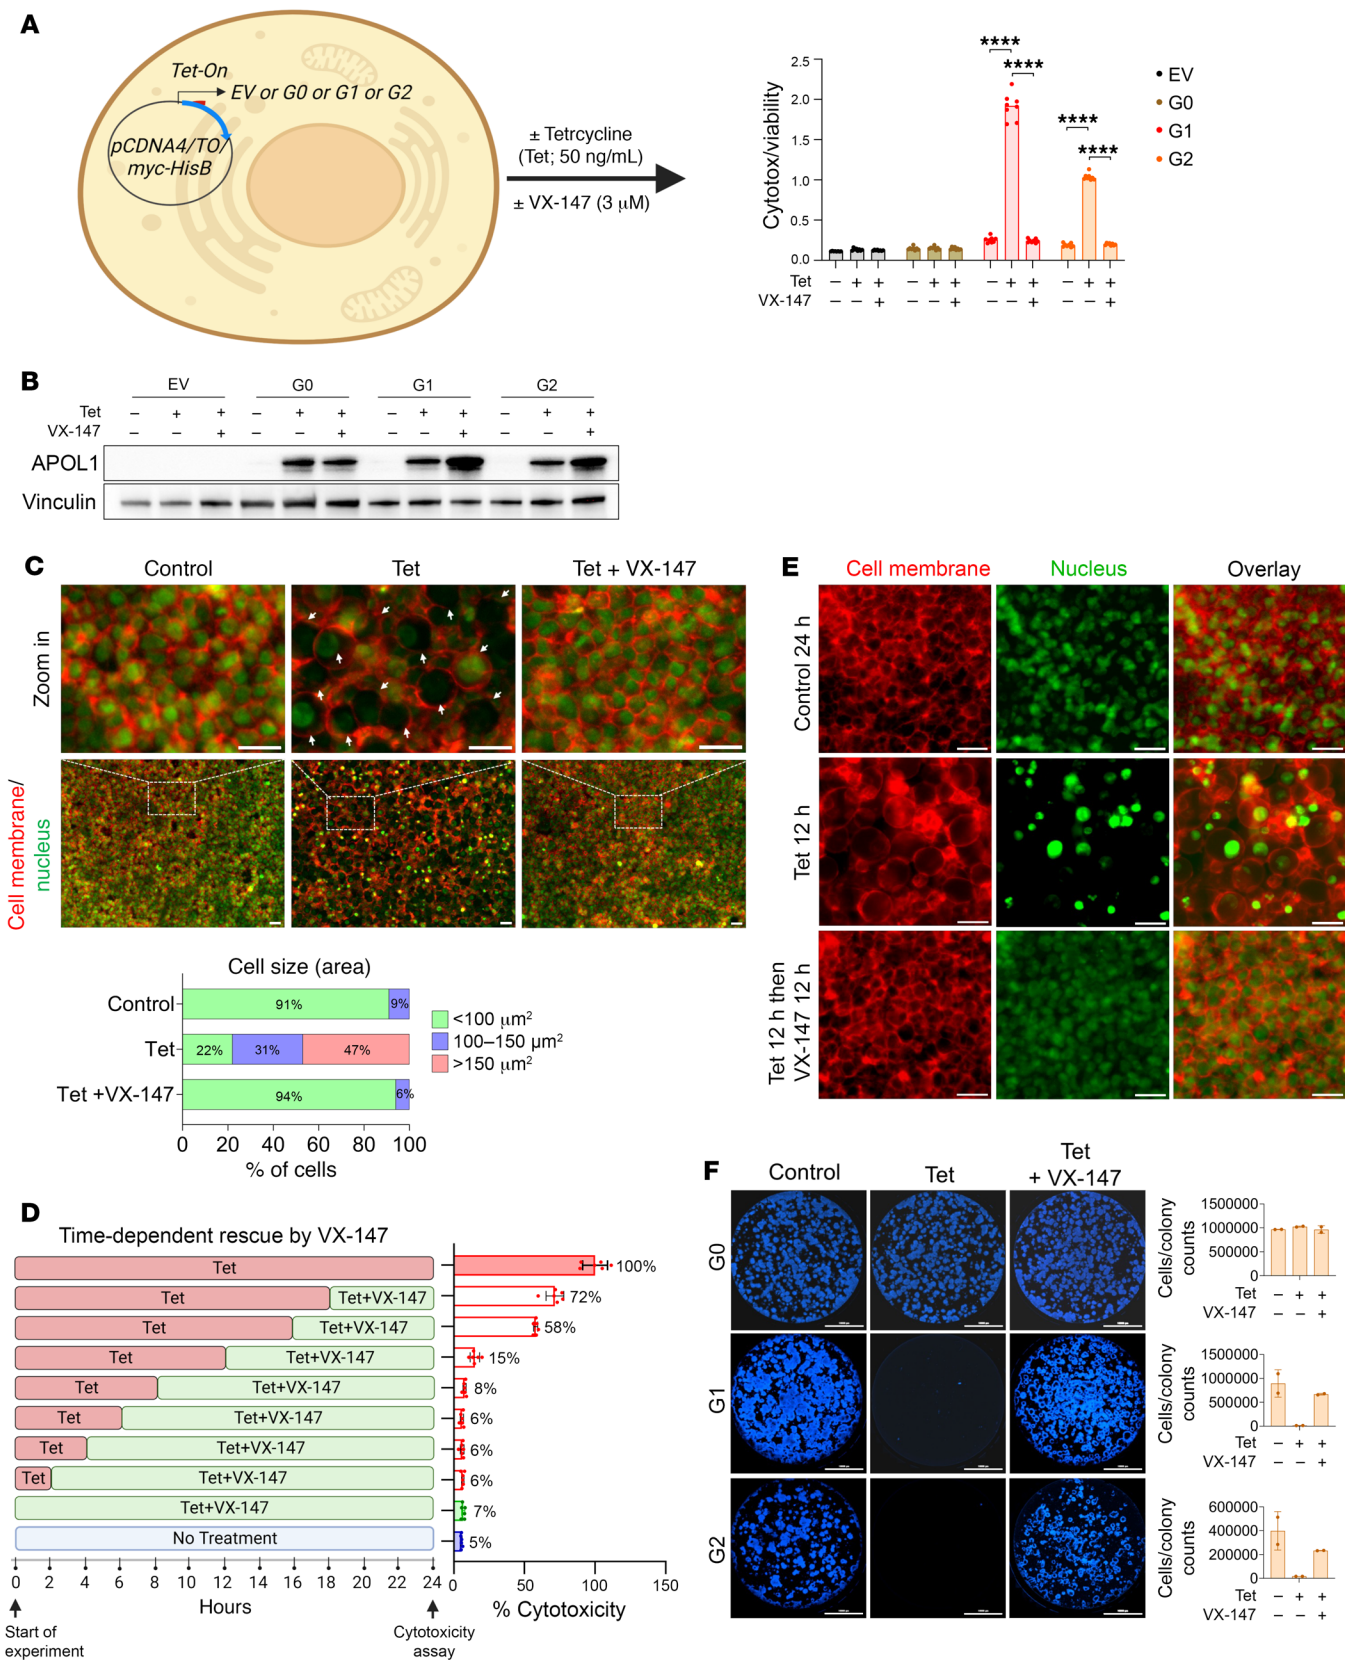 A
Tet-On
EV or G0 or G1 or G2
pCDNA4/TO/
myc-HisB
± Tetrcycline
(Tet; 50 ng/mL)
± VX-147 (3 μM)
Cytotox/viability
2.5
2.0
1.5
1.0
0.5
0.0
**** ****
**** ****
EV
G0
G1
G2
Tet − + + − + + − + + − + +
VX-147 − − + − − + − − + − − +
B
EV G0 G1 G2
Tet − + + − + + − + + − + +
VX-147 − − + − − + − − + − − +
APOL1
Vinculin
C
Control Tet Tet + VX-147
Zoom in
Cell membrane/
nucleus
Cell size (area)
Control 91% 9%
Tet 22% 31% 47%
Tet +VX-147 94% 6%
<100 μm²
100–150 μm²
>150 μm²
0 20 40 60 80 100
% of cells
D
Time-dependent rescue by VX-147
Tet 100%
Tet Tet+VX-147 72%
Tet Tet+VX-147 58%
Tet Tet+VX-147 15%
Tet Tet+VX-147 8%
Tet Tet+VX-147 6%
Tet Tet+VX-147 6%
Tet Tet+VX-147 6%
Tet+VX-147 7%
No Treatment 5%
0 2 4 6 8 10 12 14 16 18 20 22 24
Hours
0 50 100 150
% Cytotoxicity
Start of
experiment
Cytotoxicity
assay
E
Cell membrane Nucleus Overlay
Control 24 h
Tet 12 h
Tet 12 h then
VX-147 12 h
F
Control Tet Tet
+ VX-147
G0
G1
G2
Cells/colony
counts
1500000
1000000
500000
0
Tet − + +
VX-147 − − +
Cells/colony
counts
1500000
1000000
500000
0
Tet − + +
VX-147 − − +
Cells/colony
counts
600000
400000
200000
0
Tet − + +
VX-147 − − +